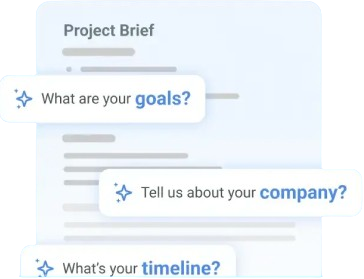 Project Brief
What are your goals?
Tell us about your company?
What's your timeline?